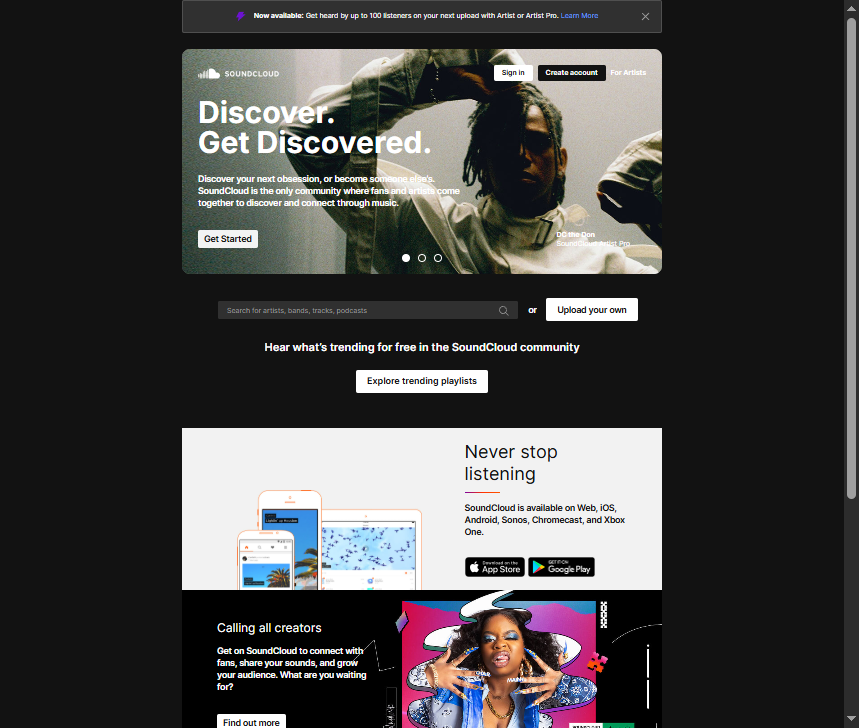 Now available: Get heard by up to 100 listeners on your next upload with Artist or Artist Pro. Learn More
SOUNDCLOUD
Sign in
Create account
For Artists
Discover.
Get Discovered.
Discover your next obsession, or become someone else's.
SoundCloud is the only community where fans and artists come
together to discover and connect through music.
Get Started
DC the Don
SoundCloud Artist Pro
Search for artists, bands, tracks, podcasts
or
Upload your own
Hear what's trending for free in the SoundCloud community
Explore trending playlists
Never stop
listening
SoundCloud is available on Web, iOS,
Android, Sonos, Chromecast, and Xbox
One.
Download on the
App Store
GET IT ON
Google Play
Calling all creators
Get on SoundCloud to connect with
fans, share your sounds, and grow
your audience. What are you waiting
for?
Find out more